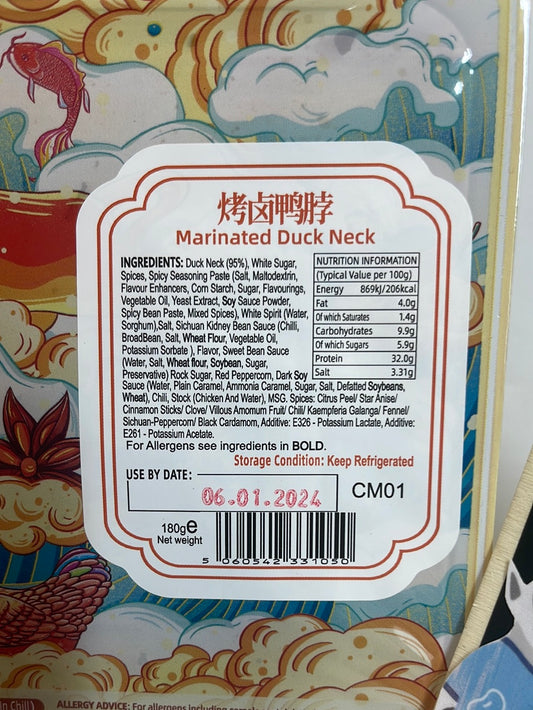 烤卤鸭脖
Marinated Duck Neck
INGREDIENTS: Duck Neck (95%), White Sugar,
Spices, Spicy Seasoning Paste (Salt, Maltodextrin,
Flavour Enhancers, Corn Starch, Sugar, Flavourings,
Vegetable Oil, Yeast Extract, Soy Sauce Powder,
Spicy Bean Paste, Mixed Spices), White Spirit (Water,
Sorghum),Salt, Sichuan Kidney Bean Sauce (Chilli,
BroadBean, Salt, Wheat Flour, Vegetable Oil,
Potassium Sorbate ), Flavor, Sweet Bean Sauce
(Water, Salt, Wheat flour, Soybean, Sugar,
Preservative) Rock Sugar, Red Peppercorn, Dark Soy
Sauce (Water, Plain Caramel, Ammonia Caramel, Sugar, Salt, Defatted Soybeans,
Wheat), Chili, Stock (Chicken And Water), MSG. Spices: Citrus Peel/ Star Anise/
Cinnamon Sticks/ Clove/ Villous Amomum Fruit/ Chili/ Kaempferia Galanga/ Fennel/
Sichuan-Peppercorn/ Black Cardamom, Additive: E326 - Potassium Lactate, Additive:
E261 - Potassium Acetate.
For Allergens see ingredients in BOLD.
NUTRITION INFORMATION
(Typical Value per 100g)
Energy 869kJ/206kcal
Fat 4.0g
Of which Saturates 1.4g
Carbohydrates 9.9g
Of which Sugars 5.9g
Protein 32.0g
Salt 3.31g
Storage Condition: Keep Refrigerated
USE BY DATE:
06.01.2024
CM01
180g e
Net weight
5 060542 331050
in Chili)
ALLERGY ADVICE: For allergens including